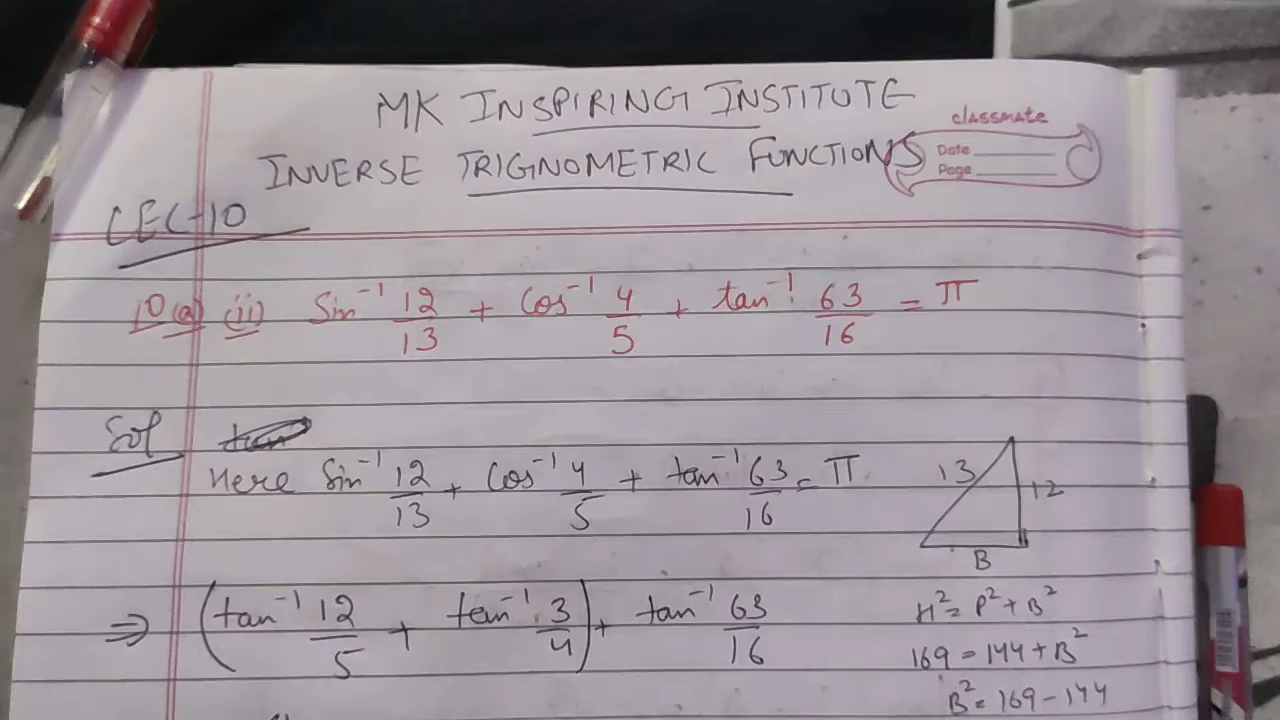 MK INSPIRING INSTITUTE
classmate
Date
Page
INVERSE TRIGNOMETRIC FUNCTIONS
LEC-10
10(a) (ii) Sin⁻¹ 12/13 + Cos⁻¹ 4/5 + tan⁻¹ 63/16 = π
Sol
Here Sin⁻¹ 12/13 + Cos⁻¹ 4/5 + tan⁻¹ 63/16 = π
13
12
B
⇒ (tan⁻¹ 12/5 + tan⁻¹ 3/4) + tan⁻¹ 63/16
H² = P² + B²
169 = 144 + B²
B² = 169 - 144